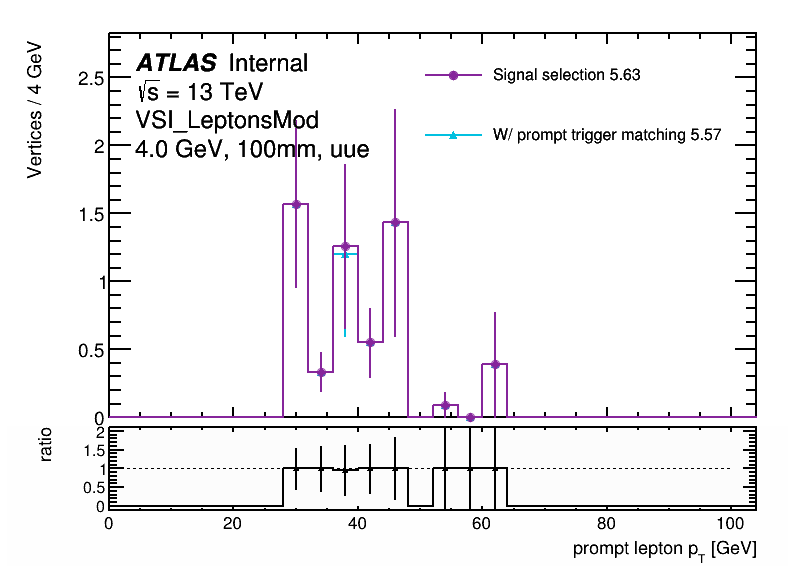 ATLAS Internal
√s = 13 TeV
VSI_LeptonsMod
4.0 GeV, 100mm, uue
Signal selection 5.63
W/ prompt trigger matching 5.57
Vertices / 4 GeV
2.5
2
1.5
1
0.5
0
ratio
2
1.5
1
0.5
0
0 20 40 60 80 100
prompt lepton pT [GeV]